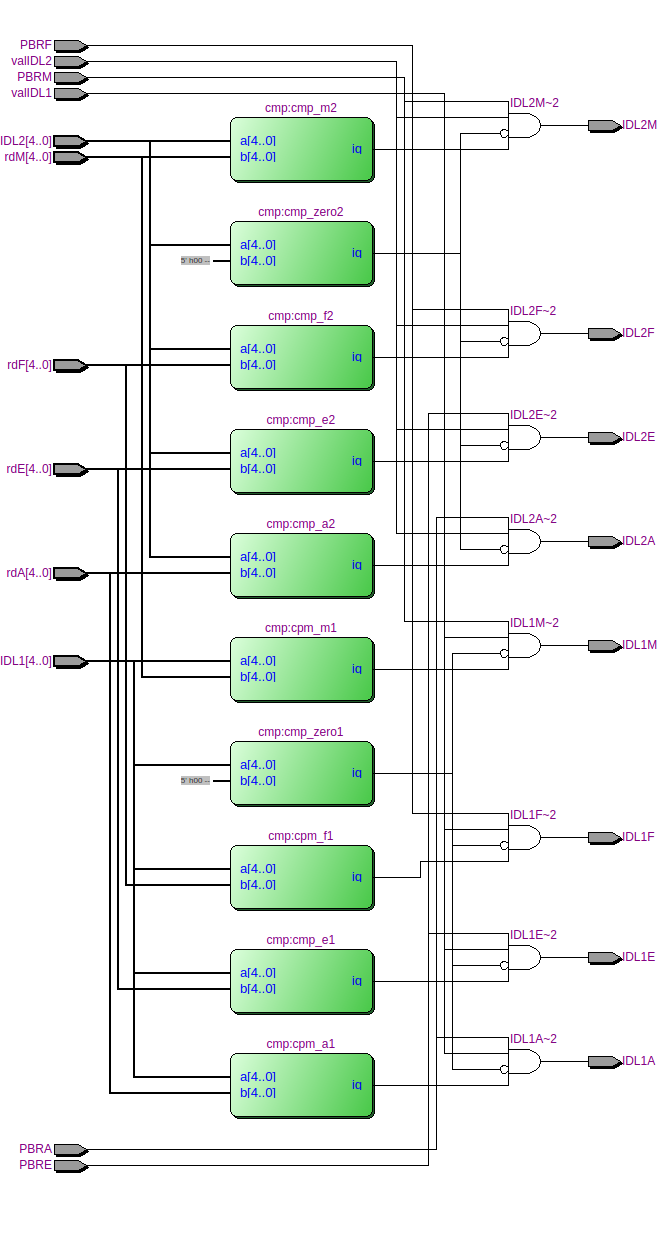 PBRF
valIDL2
PBRM
valIDL1
cmp:cmp_m2
IDL2M~2
IDL2[4..0]
rdM[4..0]
a[4..0]
b[4..0]
iq
IDL2M
cmp:cmp_zero2
a[4..0]
b[4..0]
iq
5' h00 --
cmp:cmp_f2
IDL2F~2
rdF[4..0]
a[4..0]
b[4..0]
iq
IDL2F
cmp:cmp_e2
IDL2E~2
rdE[4..0]
a[4..0]
b[4..0]
iq
IDL2E
cmp:cmp_a2
IDL2A~2
rdA[4..0]
a[4..0]
b[4..0]
iq
IDL2A
cmp:cpm_m1
IDL1M~2
IDL1[4..0]
a[4..0]
b[4..0]
iq
IDL1M
cmp:cmp_zero1
a[4..0]
b[4..0]
iq
5' h00 --
cmp:cpm_f1
IDL1F~2
a[4..0]
b[4..0]
iq
IDL1F
cmp:cmp_e1
IDL1E~2
a[4..0]
b[4..0]
iq
IDL1E
cmp:cpm_a1
IDL1A~2
a[4..0]
b[4..0]
iq
IDL1A
PBRA
PBRE